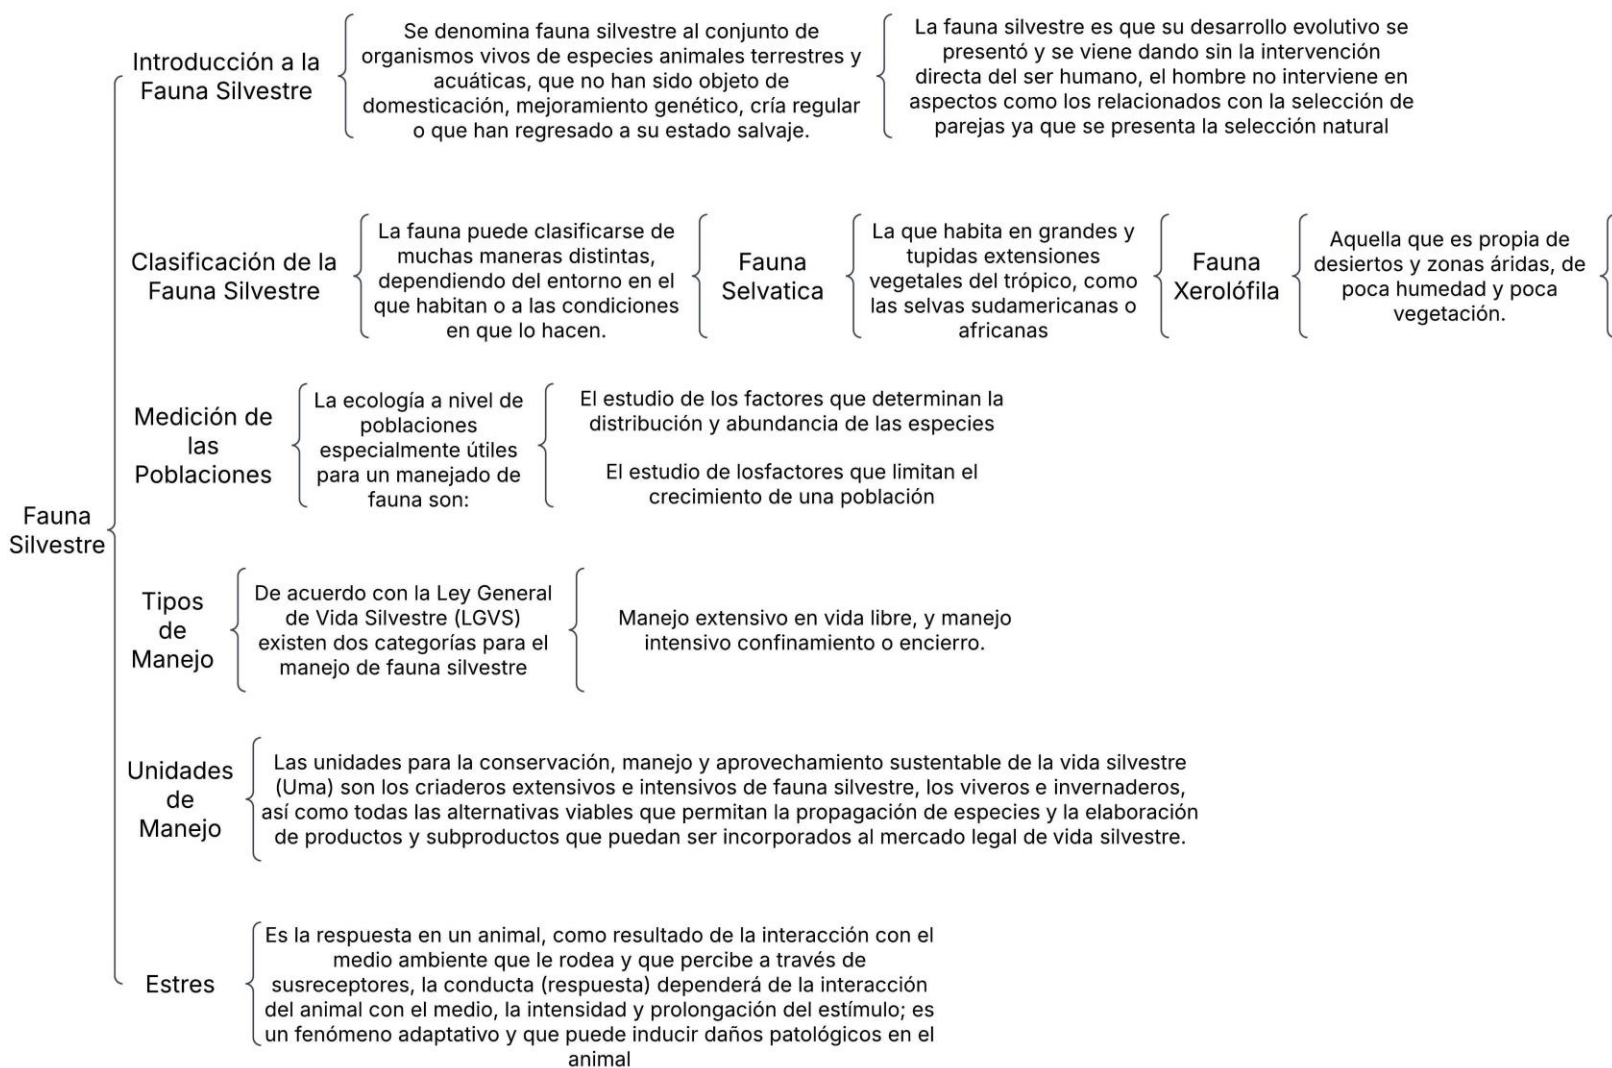 Fauna
Silvestre
Introducción a la
Fauna Silvestre
Se denomina fauna silvestre al conjunto de
organismos vivos de especies animales terrestres y
acuáticas, que no han sido objeto de
domesticación, mejoramiento genético, cría regular
o que han regresado a su estado salvaje.
La fauna silvestre es que su desarrollo evolutivo se
presentó y se viene dando sin la intervención
directa del ser humano, el hombre no interviene en
aspectos como los relacionados con la selección de
parejas ya que se presenta la selección natural
Clasificación de la
Fauna Silvestre
La fauna puede clasificarse de
muchas maneras distintas,
dependiendo del entorno en el
que habitan o a las condiciones
en que lo hacen.
Fauna
Selvatica
La que habita en grandes y
tupidas extensiones
vegetales del trópico, como
las selvas sudamericanas o
africanas
Fauna
Xerolófila
Aquella que es propia de
desiertos y zonas áridas, de
poca humedad y poca
vegetación.
Medición de
las
Poblaciones
La ecología a nivel de
poblaciones
especialmente útiles
para un manejado de
fauna son:
El estudio de los factores que determinan la
distribución y abundancia de las especies
El estudio de losfactores que limitan el
crecimiento de una población
Tipos
de
Manejo
De acuerdo con la Ley General
de Vida Silvestre (LGVS)
existen dos categorías para el
manejo de fauna silvestre
Manejo extensivo en vida libre, y manejo
intensivo confinamiento o encierro.
Unidades
de
Manejo
Las unidades para la conservación, manejo y aprovechamiento sustentable de la vida silvestre
(Uma) son los criaderos extensivos e intensivos de fauna silvestre, los viveros e invernaderos,
así como todas las alternativas viables que permitan la propagación de especies y la elaboración
de productos y subproductos que puedan ser incorporados al mercado legal de vida silvestre.
Estres
Es la respuesta en un animal, como resultado de la interacción con el
medio ambiente que le rodea y que percibe a través de
susreceptores, la conducta (respuesta) dependerá de la interacción
del animal con el medio, la intensidad y prolongación del estímulo; es
un fenómeno adaptativo y que puede inducir daños patológicos en el
animal